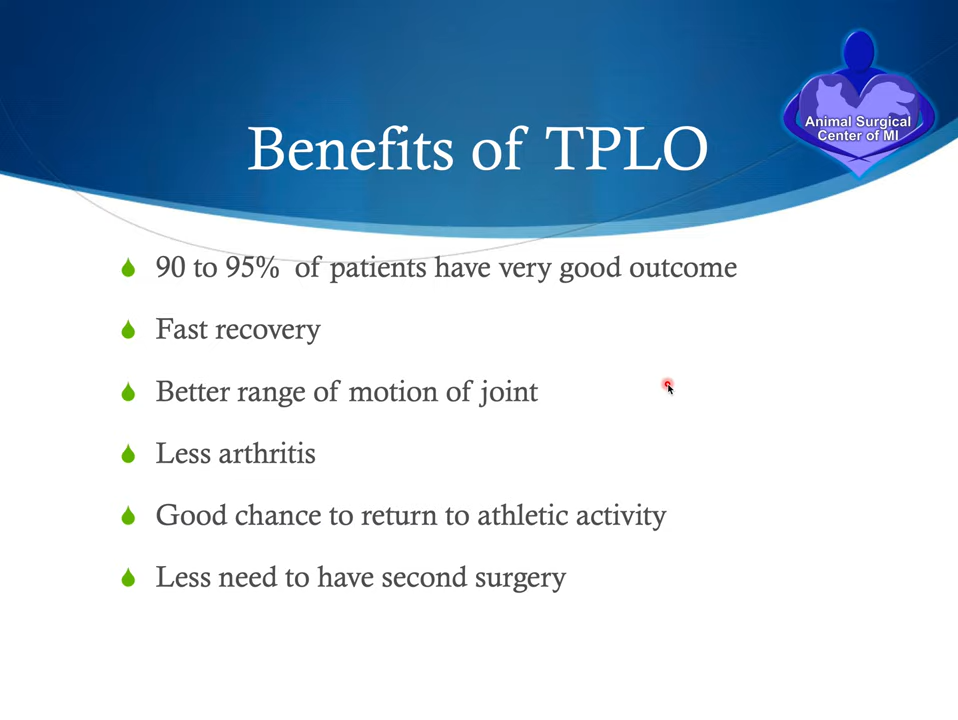 Animal Surgical
Center of MI
Benefits of TPLO
90 to 95% of patients have very good outcome
Fast recovery
Better range of motion of joint
Less arthritis
Good chance to return to athletic activity
Less need to have second surgery